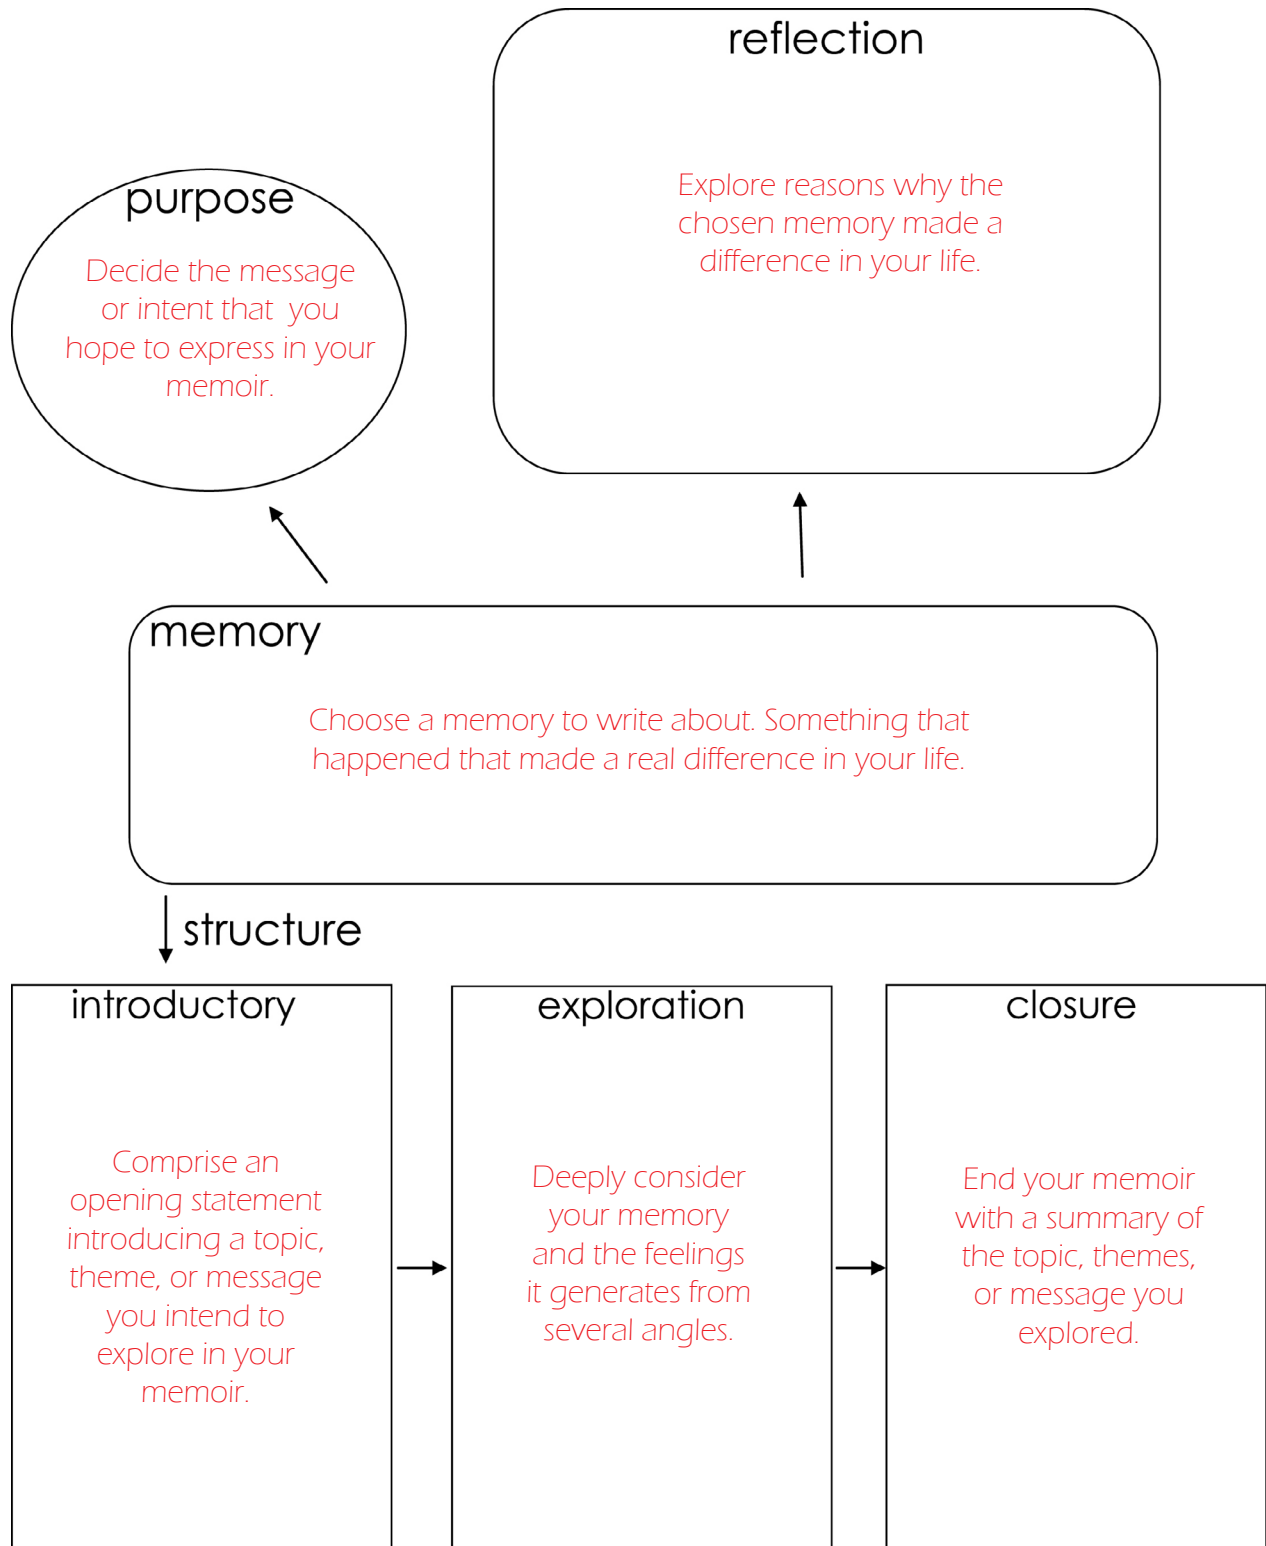 reflection
Explore reasons why the
chosen memory made a
difference in your life.
purpose
Decide the message
or intent that you
hope to express in your
memoir.
memory
Choose a memory to write about. Something that
happened that made a real difference in your life.
structure
introductory
Comprise an
opening statement
introducing a topic,
theme, or message
you intend to
explore in your
memoir.
exploration
Deeply consider
your memory
and the feelings
it generates from
several angles.
closure
End your memoir
with a summary of
the topic, themes,
or message you
explored.